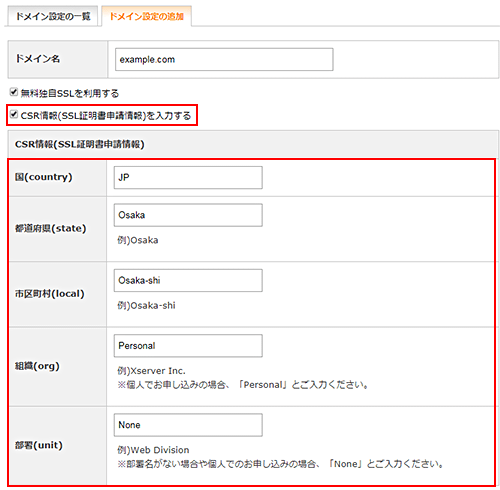 ドメイン設定の一覧 ドメイン設定の追加
ドメイン名 example.com
無料独自SSLを利用する
CSR情報(SSL証明書申請情報)を入力する
CSR情報(SSL証明書申請情報)
国(country) JP
都道府県(state) Osaka
例)Osaka
市区町村(local) Osaka-shi
例)Osaka-shi
組織(org) Personal
例)Xserver Inc.
※個人でお申し込みの場合、「Personal」とご入力ください。
部署(unit) None
例)Web Division
※部署名がない場合や個人でのお申し込みの場合、「None」とご入力ください。